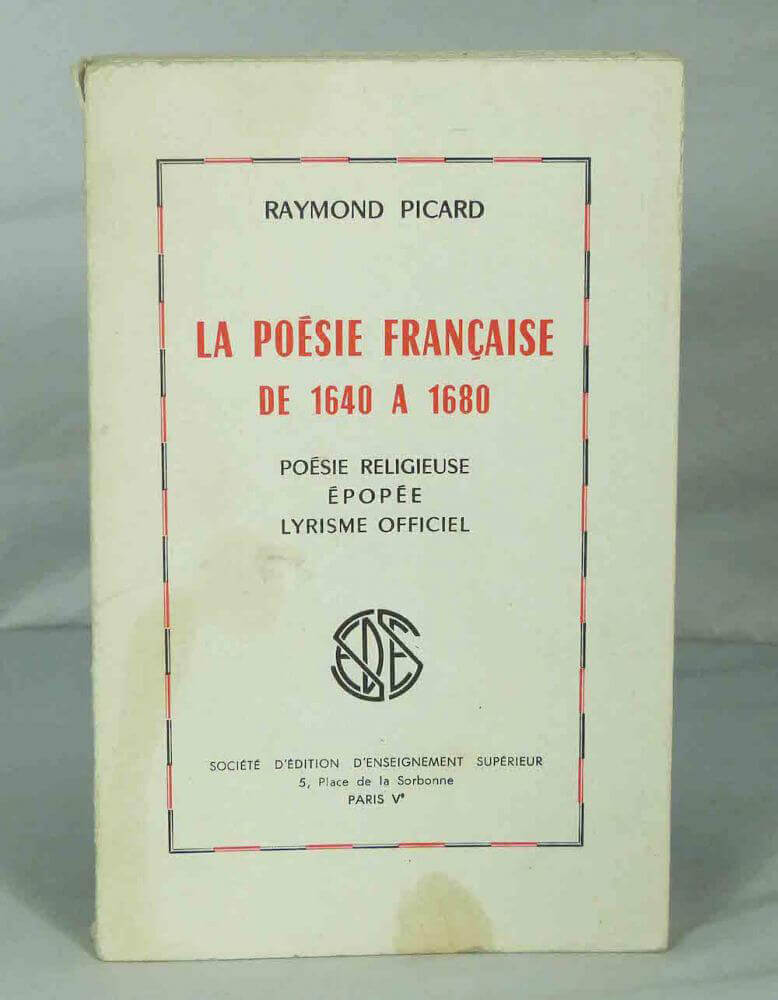 RAYMOND PICARD
LA POÉSIE FRANÇAISE
DE 1640 A 1680
POÉSIE RELIGIEUSE
ÉPOPÉE
LYRISME OFFICIEL
SEDES
SOCIÉTÉ D'ÉDITION D'ENSEIGNEMENT SUPÉRIEUR
5, Place de la Sorbonne
PARIS Vᵉ